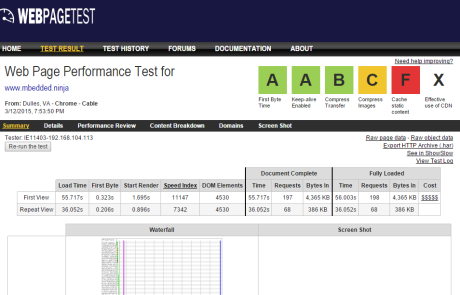 WEBPAGETEST
HOME TEST RESULT TEST HISTORY FORUMS DOCUMENTATION ABOUT
Need help improving?
Web Page Performance Test for
www.mbedded.ninja
From: Dulles, VA - Chrome - Cable
3/12/2015, 7:53:50 PM
A A B C F X
First Byte Time
Keep-alive Enabled
Compress Transfer
Compress Images
Cache static content
Effective use of CDN
Summary Details Performance Review Content Breakdown Domains Screen Shot
Tester: IE11403-192.168.104.113
Re-run the test
Raw page data - Raw object data
Export HTTP Archive (.har)
See in ShowSlow
View Test Log
Document Complete Fully Loaded
Load Time First Byte Start Render Speed Index DOM Elements Time Requests Bytes In Time Requests Bytes In Cost
First View 55.717s 0.323s 1.695s 11147 4530 55.717s 197 4,365 KB 56.003s 198 4,365 KB $$$$$
Repeat View 36.052s 0.206s 0.896s 7342 4530 36.052s 68 386 KB 36.052s 68 386 KB
Waterfall Screen Shot